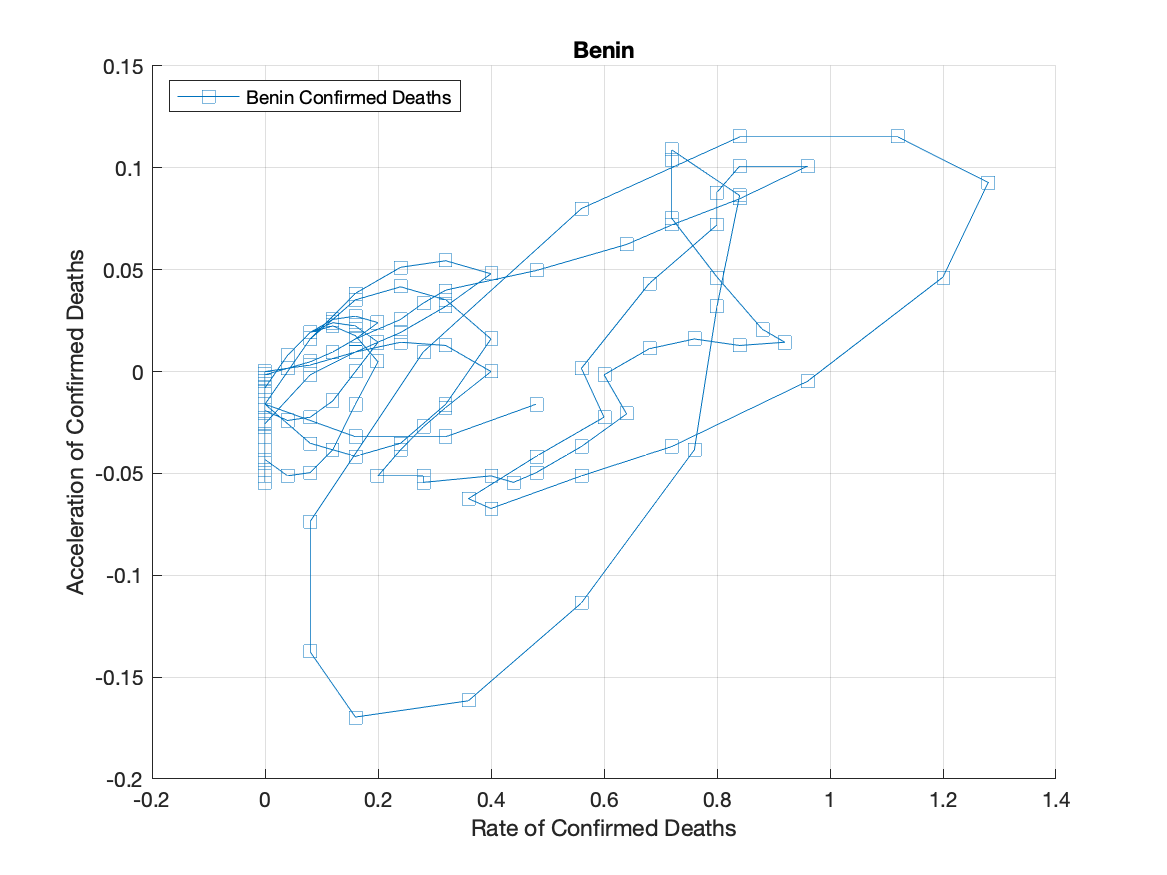 Benin
Benin Confirmed Deaths
Acceleration of Confirmed Deaths
0.15
0.1
0.05
0
-0.05
-0.1
-0.15
-0.2
-0.2 0 0.2 0.4 0.6 0.8 1 1.2 1.4
Rate of Confirmed Deaths